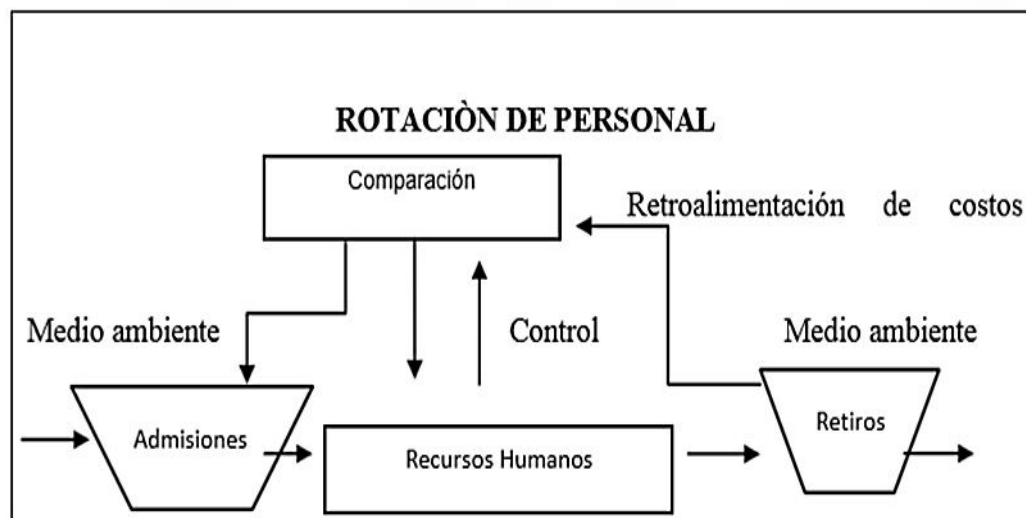 ROTACIÒN DE PERSONAL
Comparación
Retroalimentación de costos
Medio ambiente
Control
Medio ambiente
Admisiones
Recursos Humanos
Retiros